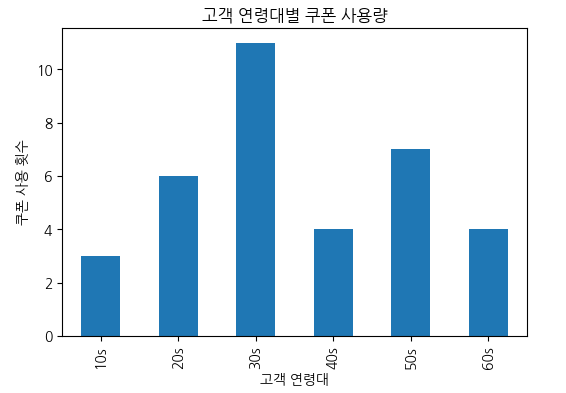 고객 연령대별 쿠폰 사용량
쿠폰 사용 횟수
10
8
6
4
2
0
10s
20s
30s
40s
50s
60s
고객 연령대